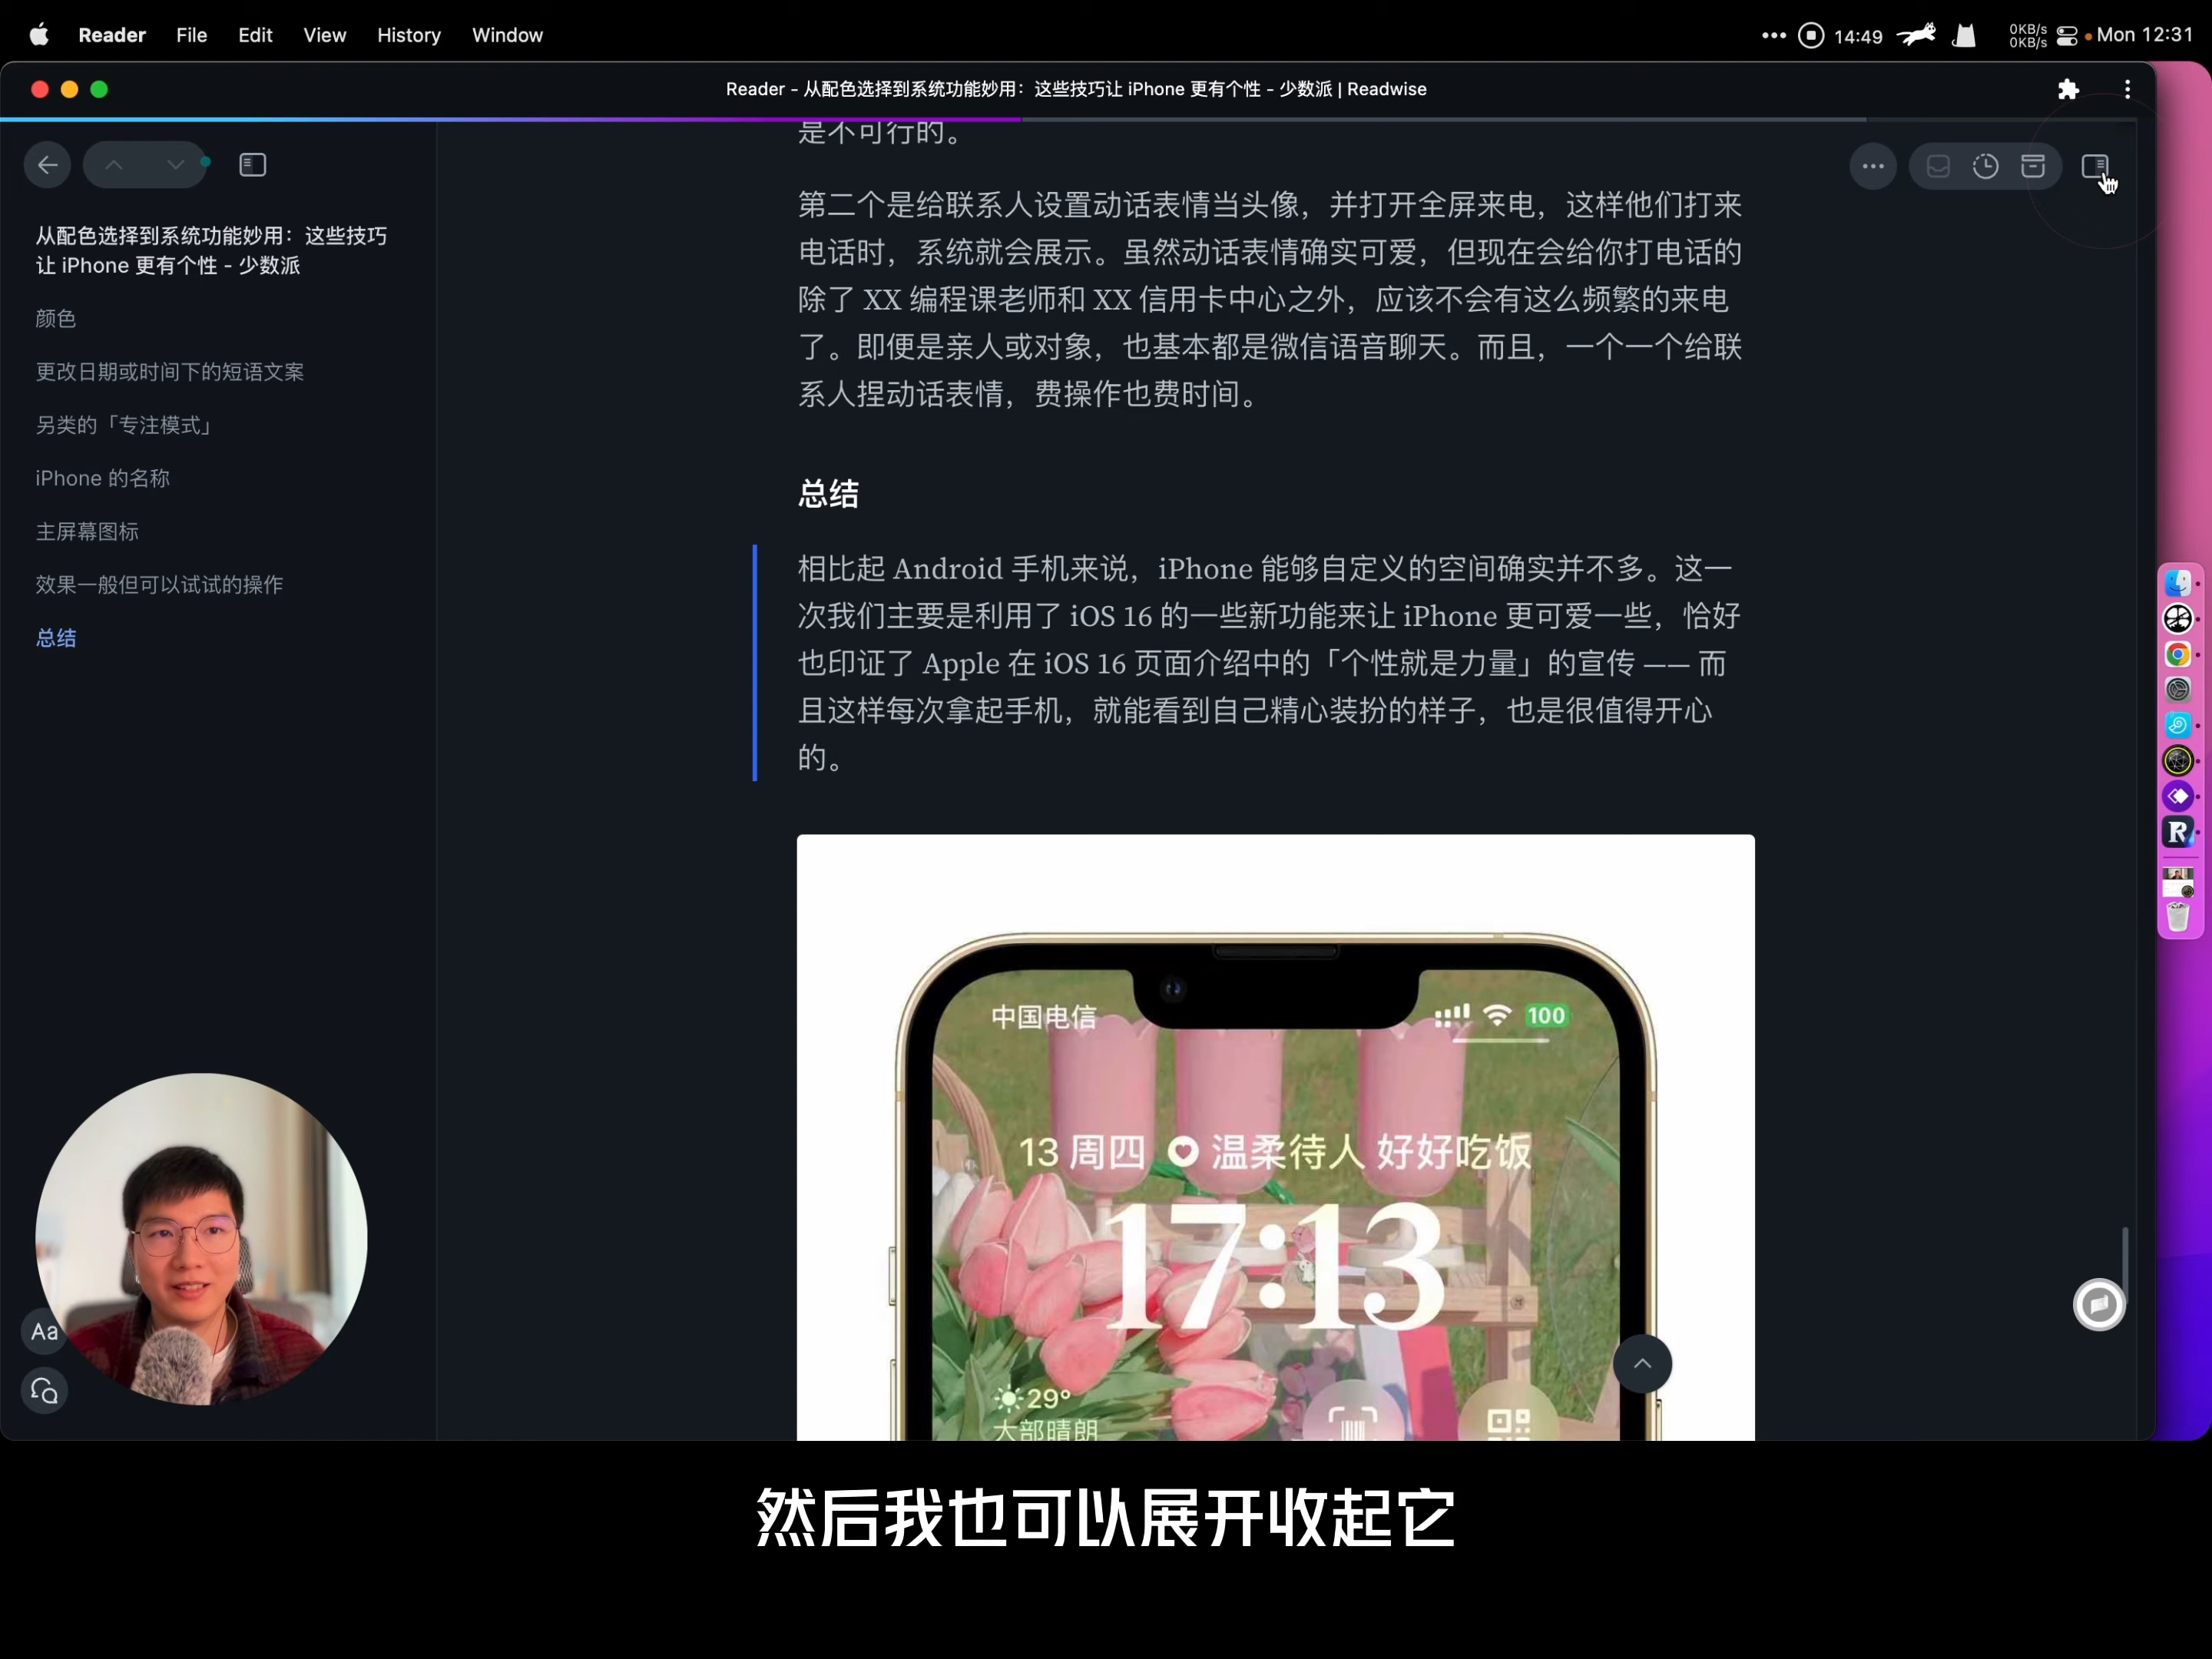 Reader File Edit View History Window
14:49
0KB/s
0KB/s
Mon 12:31
Reader - 从配色选择到系统功能妙用：这些技巧让 iPhone 更有个性 - 少数派 | Readwise
从配色选择到系统功能妙用：这些技巧
让 iPhone 更有个性 - 少数派
颜色
更改日期或时间下的短语文案
另类的「专注模式」
iPhone 的名称
主屏幕图标
效果一般但可以试试的操作
总结
Aa
是不可行的。
第二个是给联系人设置动话表情当头像，并打开全屏来电，这样他们打来
电话时，系统就会展示。虽然动话表情确实可爱，但现在会给你打电话的
除了 XX 编程课老师和 XX 信用卡中心之外，应该不会有这么频繁的来电
了。即便是亲人或对象，也基本都是微信语音聊天。而且，一个一个给联
系人捏动话表情，费操作也费时间。
总结
相比起 Android 手机来说，iPhone 能够自定义的空间确实并不多。这一
次我们主要是利用了 iOS 16 的一些新功能来让 iPhone 更可爱一些，恰好
也印证了 Apple 在 iOS 16 页面介绍中的「个性就是力量」的宣传 —— 而
且这样每次拿起手机，就能看到自己精心装扮的样子，也是很值得开心
的。
中国电信
100
13 周四 温柔待人 好好吃饭
17:13
29°
大部晴朗
R
然后我也可以展开收起它